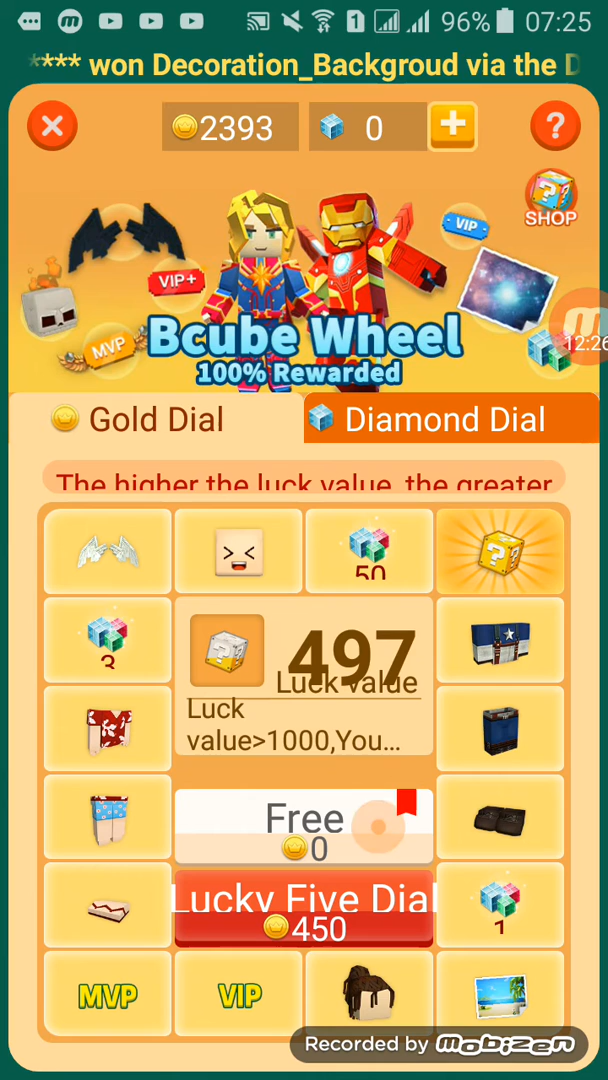 1 96% 07:25
**** won Decoration_Backgroud via the D
2393 0
SHOP
VIP
VIP+
MVP
Bcube Wheel
100% Rewarded
12:26
Gold Dial Diamond Dial
The higher the luck value, the greater
50
3
497
Luck value
Luck
value>1000,You...
Free
0
Lucky Five Dial
450
1
MVP VIP
Recorded by mobizen